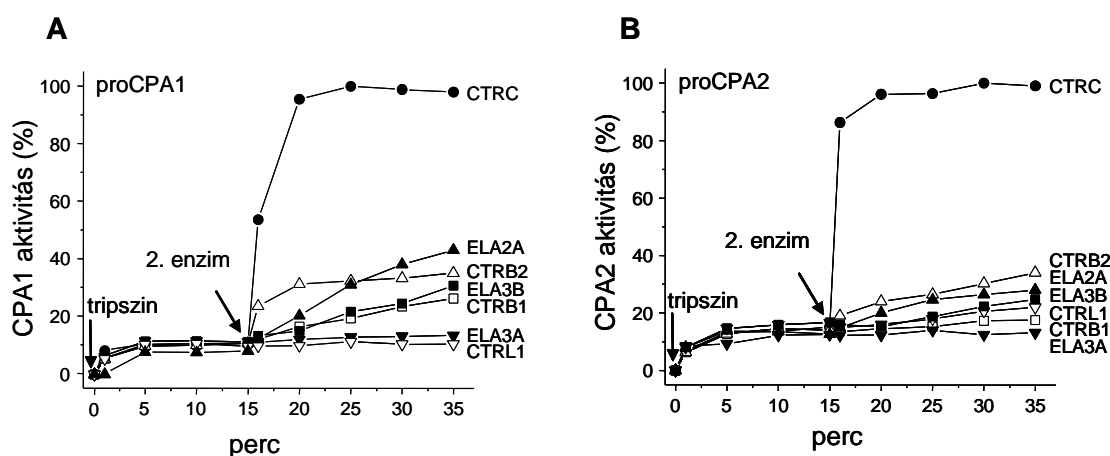 A
proCPA1
CPA1 aktivitás (%)
100
80
60
40
20
0
tripszin
2. enzim
CTRC
ELA2A
CTRB2
ELA3B
CTRB1
ELA3A
CTRL1
0 5 10 15 20 25 30 35
perc
B
proCPA2
CPA2 aktivitás (%)
100
80
60
40
20
0
tripszin
2. enzim
CTRC
CTRB2
ELA2A
ELA3B
CTRL1
CTRB1
ELA3A
0 5 10 15 20 25 30 35
perc